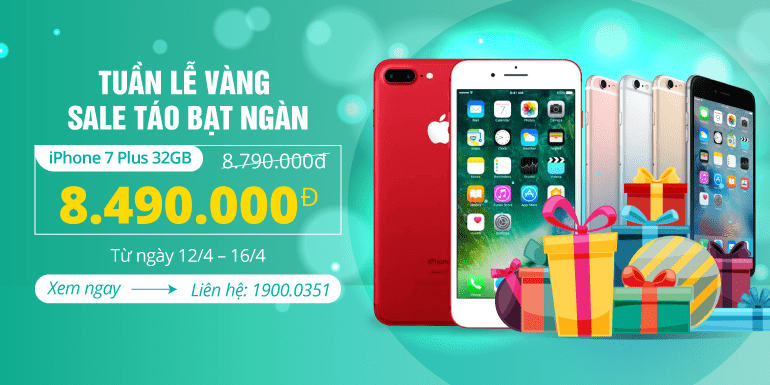 TUẦN LỄ VÀNG
SALE TÁO BẠT NGÀN
iPhone 7 Plus 32GB 8.790.000đ
8.490.000Đ
Từ ngày 12/4 – 16/4
Xem ngay Liên hệ: 1900.0351
iPhone